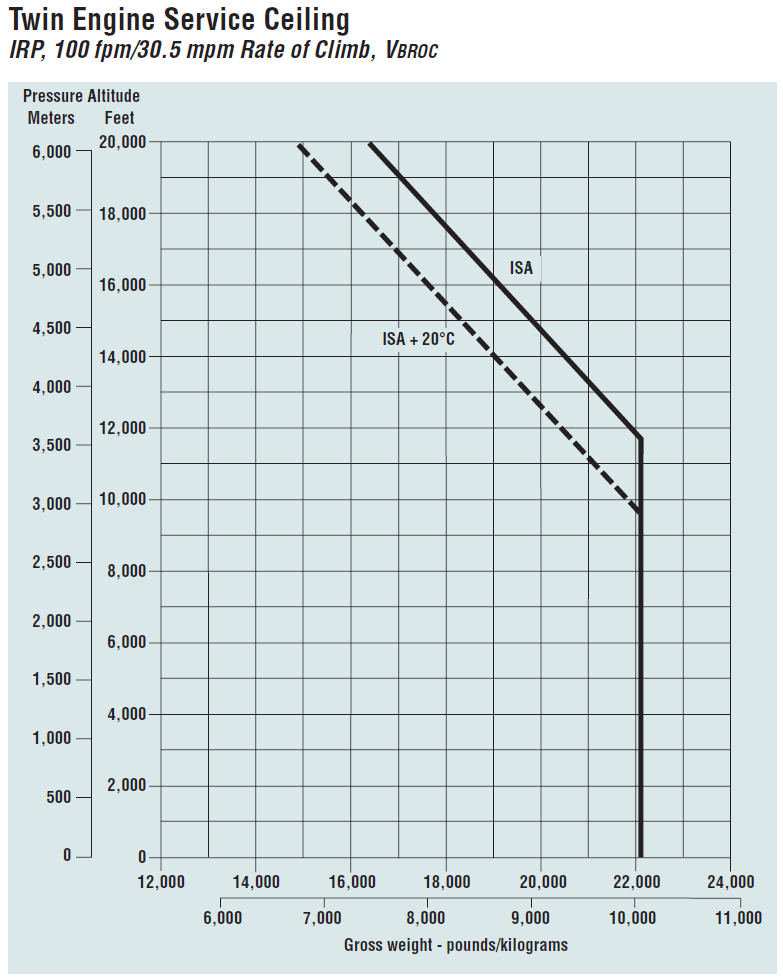 Twin Engine Service Ceiling
IRP, 100 fpm/30.5 mpm Rate of Climb, VBROC
Pressure Altitude
Meters Feet
20,000
6,000
5,500 18,000
5,000 16,000
ISA
4,500
ISA + 20°C
14,000
4,000
12,000
3,500
3,000 10,000
2,500 8,000
2,000
6,000
1,500
4,000
1,000
2,000
500
0 0
12,000 14,000 16,000 18,000 20,000 22,000 24,000
6,000 7,000 8,000 9,000 10,000 11,000
Gross weight - pounds/kilograms